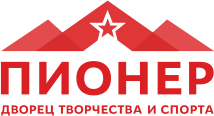 ПИОНЕР
ДВОРЕЦ ТВОРЧЕСТВА И СПОРТА